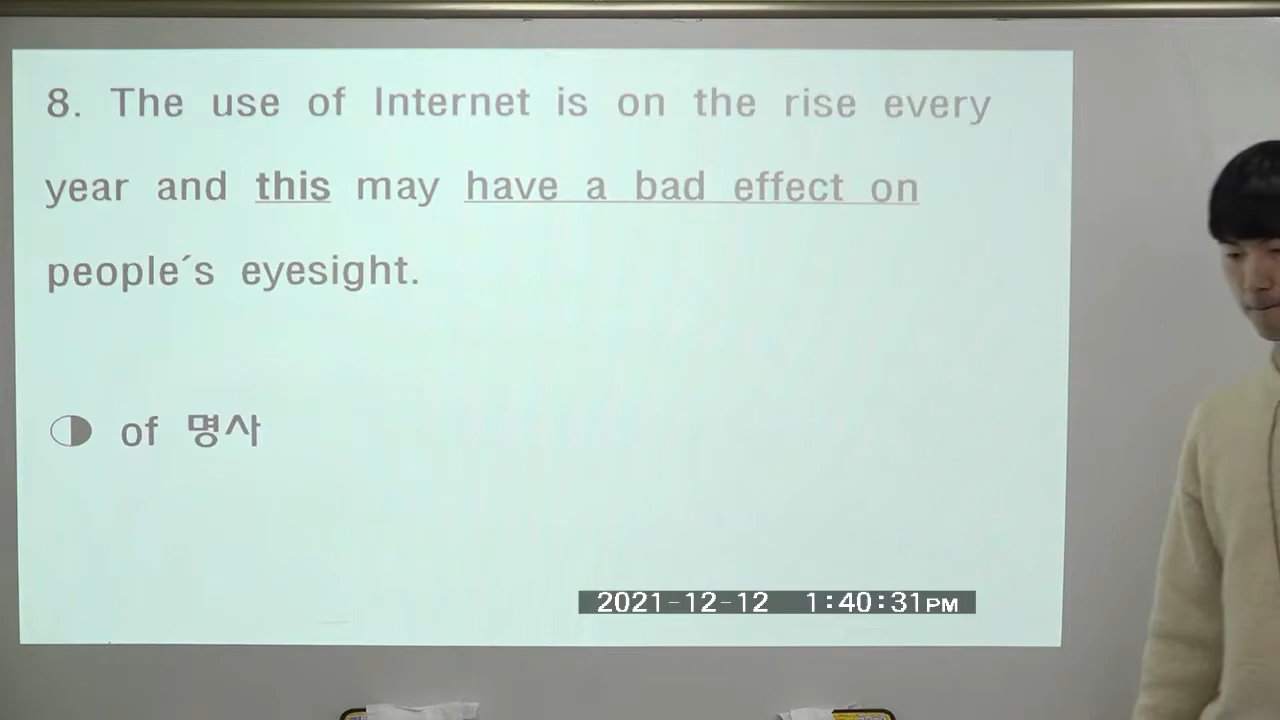 8. The use of Internet is on the rise every
year and this may have a bad effect on
people´s eyesight.
◑ of 명사
2021-12-12 1:40:31PM